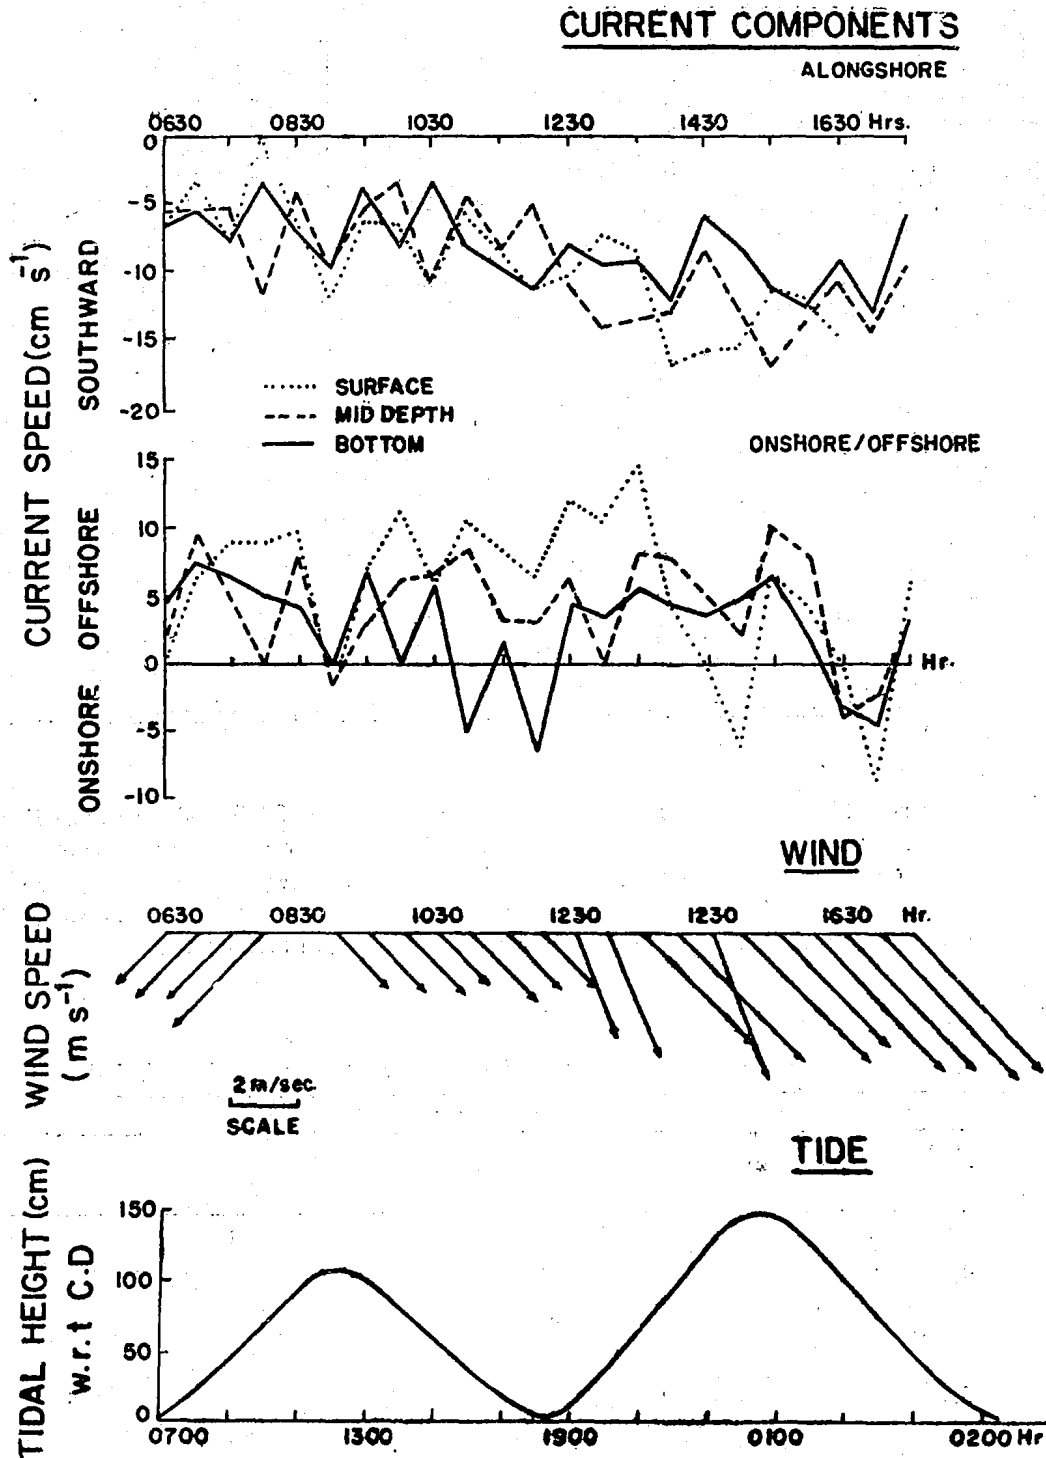 CURRENT COMPONENTS
ALONGSHORE
0630 0830 1030 1230 1430 1630 Hrs.
0
-5
-10
-15
-20
CURRENT SPEED (cm s-1)
SOUTHWARD
SURFACE
MID DEPTH
BOTTOM
ONSHORE/OFFSHORE
15
10
5
0
-5
-10
OFFSHORE
ONSHORE
Hr.
WIND
0630 0830 1030 1230 1230 1630 Hr.
WIND SPEED
(m s-1)
2 m/sec.
SCALE
TIDE
TIDAL HEIGHT (cm)
w.r.t C.D
150
100
50
0
0700 1300 1900 0100 0200 Hr